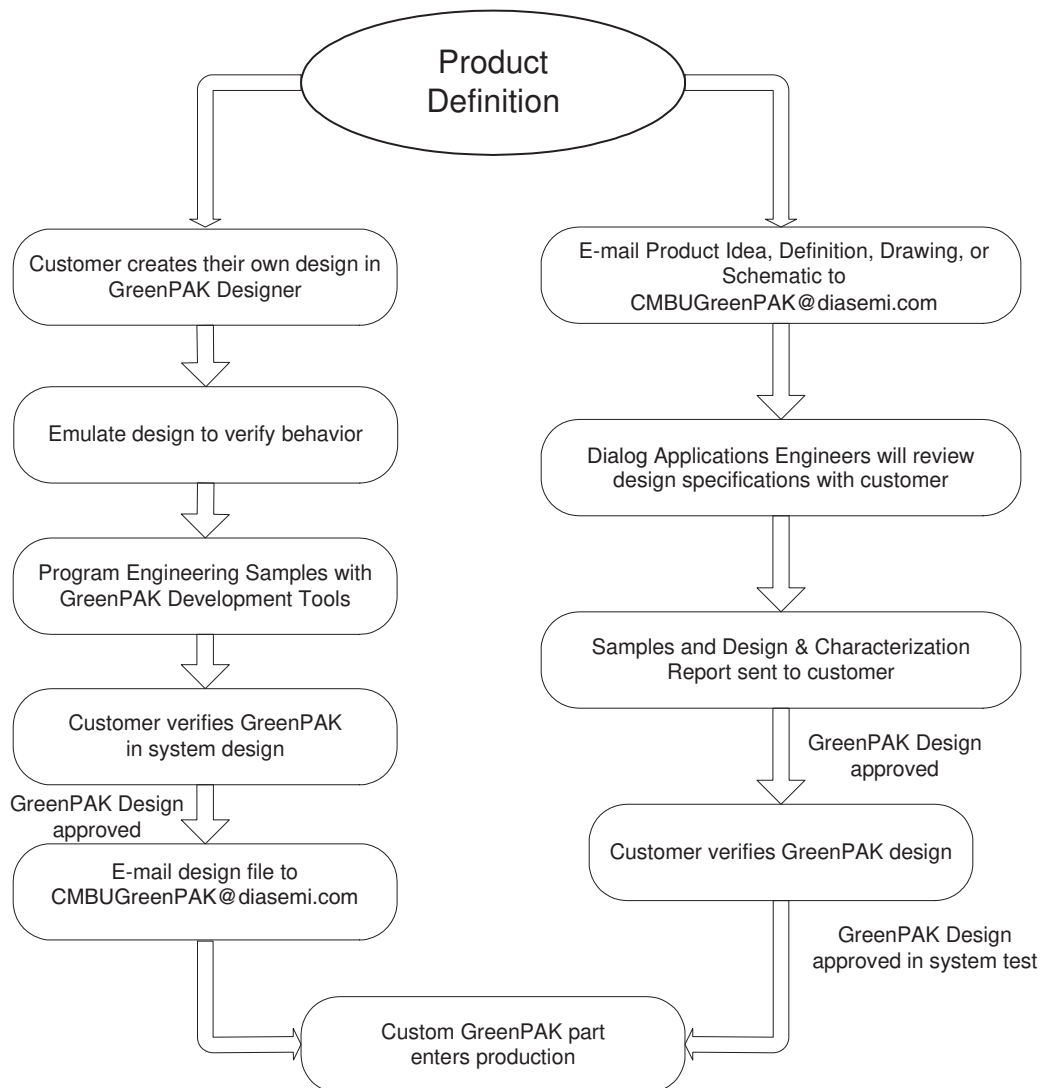 Product
Definition
Customer creates their own design in
GreenPAK Designer
Emulate design to verify behavior
Program Engineering Samples with
GreenPAK Development Tools
Customer verifies GreenPAK
in system design
GreenPAK Design
approved
E-mail design file to
CMBUGreenPAK@diasemi.com
E-mail Product Idea, Definition, Drawing, or
Schematic to
CMBUGreenPAK@diasemi.com
Dialog Applications Engineers will review
design specifications with customer
Samples and Design & Characterization
Report sent to customer
GreenPAK Design
approved
Customer verifies GreenPAK design
GreenPAK Design
approved in system test
Custom GreenPAK part
enters production